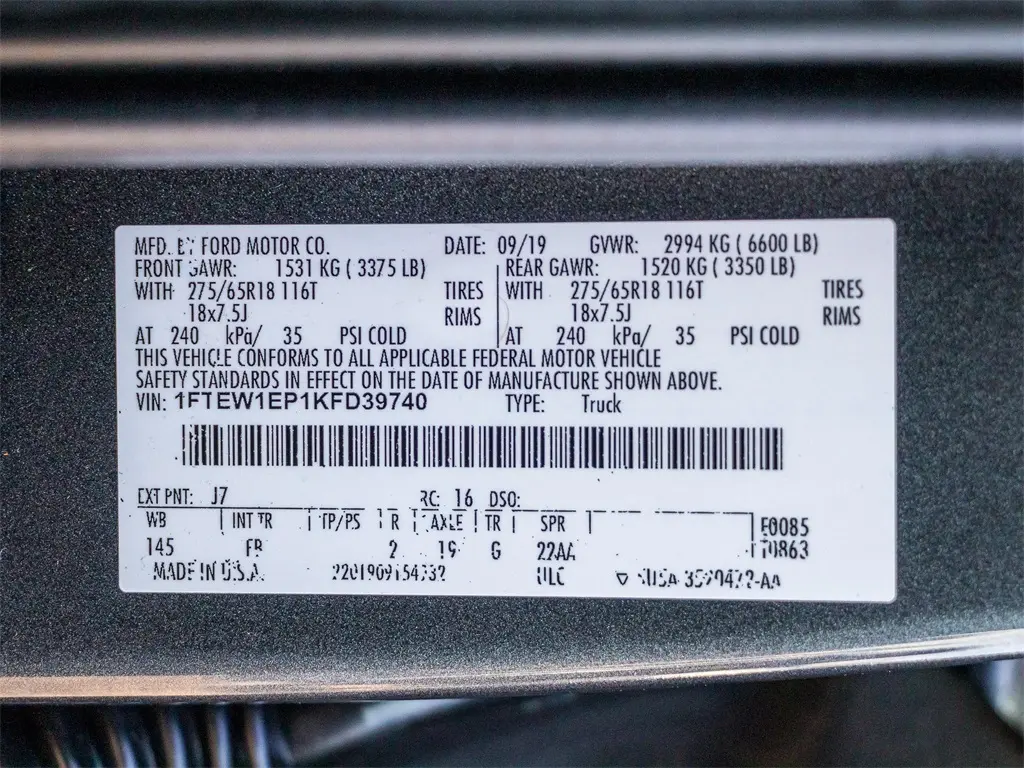 MFD. BY FORD MOTOR CO. DATE: 09/19 GVWR: 2994 KG ( 6600 LB)
FRONT GAWR: 1531 KG ( 3375 LB) REAR GAWR: 1520 KG ( 3350 LB)
WITH 275/65R18 116T TIRES WITH 275/65R18 116T TIRES
18x7.5J RIMS 18x7.5J RIMS
AT 240 kPa/ 35 PSI COLD AT 240 kPa/ 35 PSI COLD
THIS VEHICLE CONFORMS TO ALL APPLICABLE FEDERAL MOTOR VEHICLE
SAFETY STANDARDS IN EFFECT ON THE DATE OF MANUFACTURE SHOWN ABOVE.
VIN: 1FTEW1EP1KFD39740 TYPE: Truck
EXT PNT: J7 RC: 16 DSO:
WB INT TR TP/PS R AXLE TR SPR F0085
145 2 19 G 22AA T0863
MADE IN U.S.A.